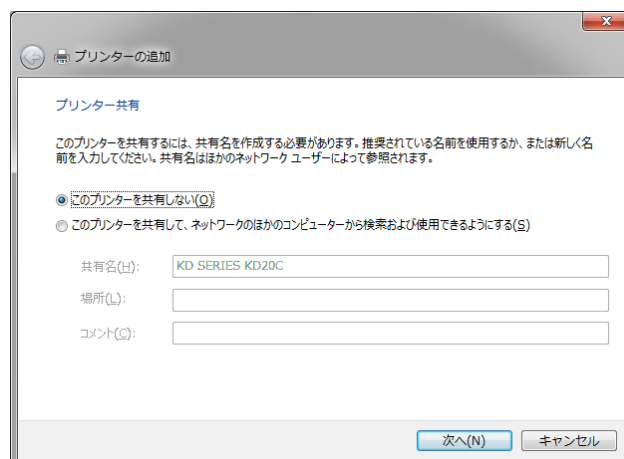 プリンターの追加
プリンター共有
このプリンターを共有するには、共有名を作成する必要があります。推奨されている名前を使用するか、または新しく名
前を入力してください。共有名はほかのネットワーク ユーザーによって参照されます。
このプリンターを共有しない(O)
このプリンターを共有して、ネットワークのほかのコンピューターから検索および使用できるようにする(S)
共有名(H): KD SERIES KD20C
場所(L):
コメント(C):
次へ(N) キャンセル